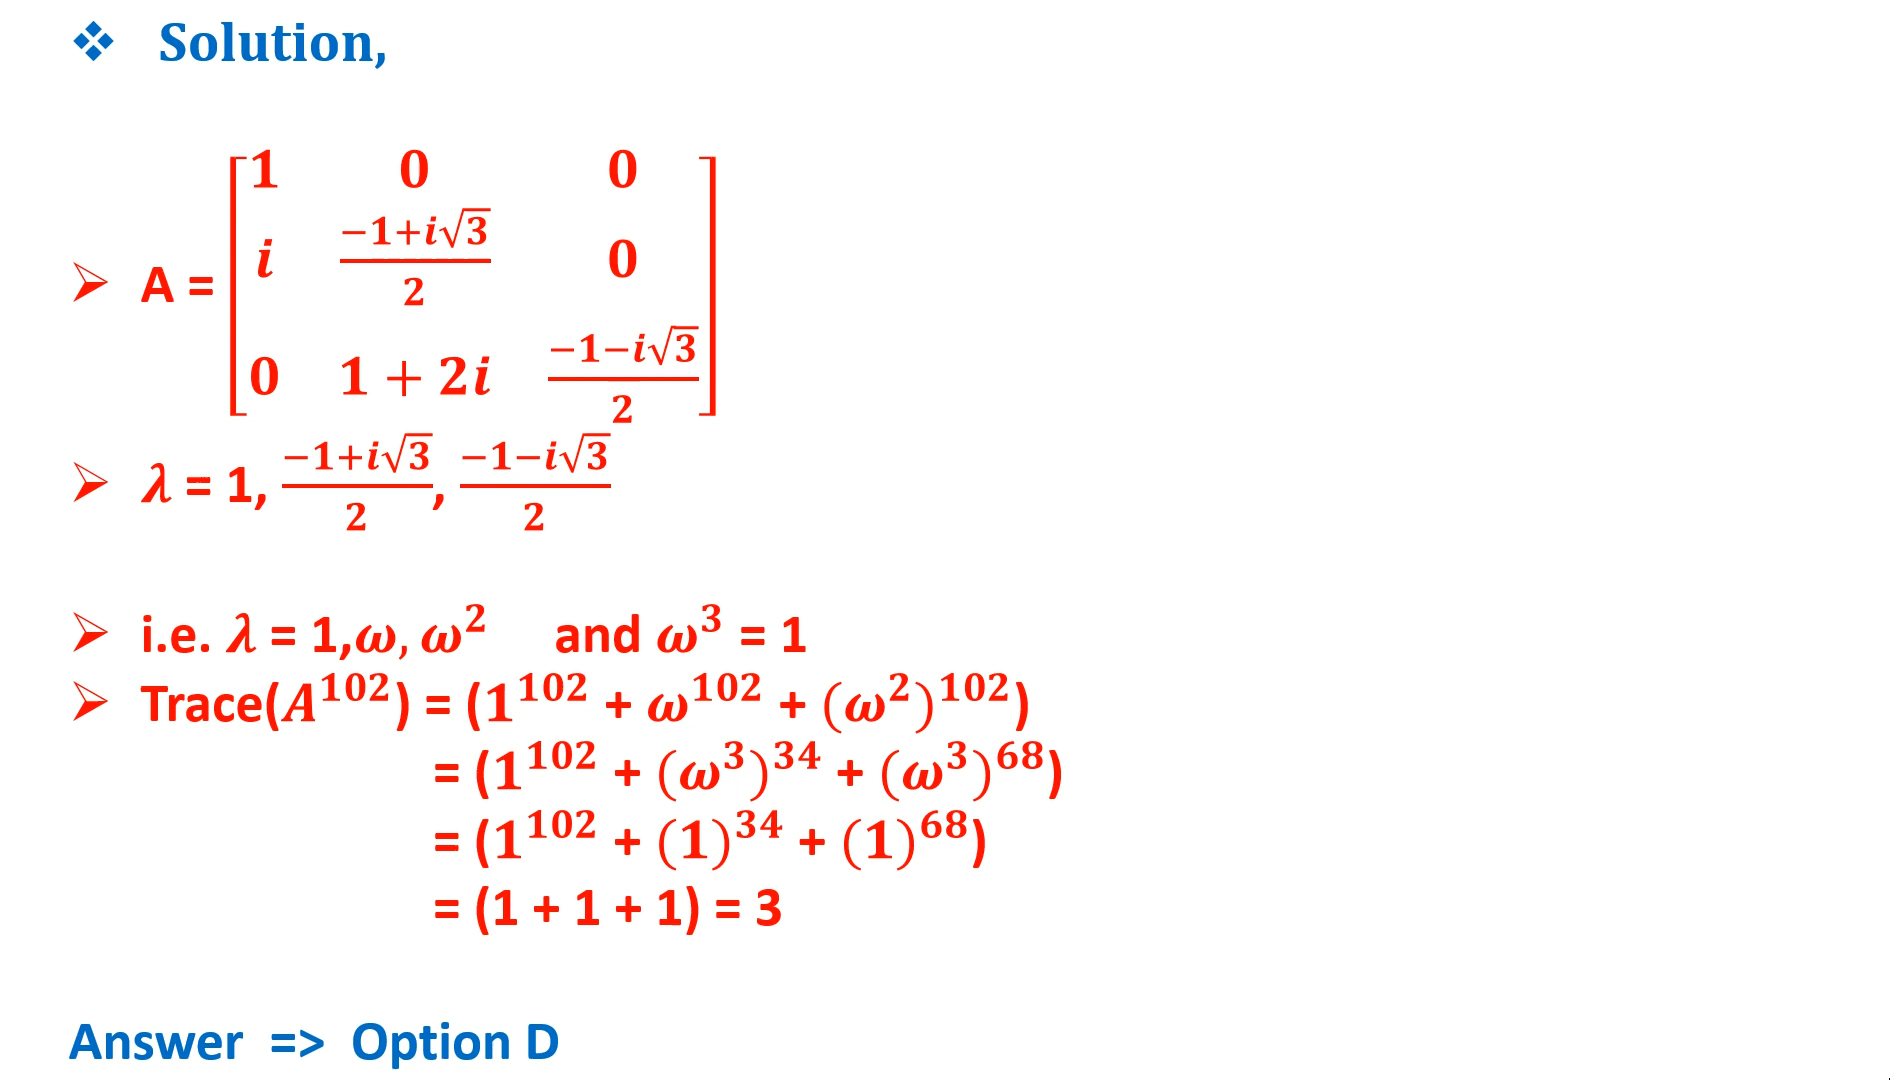 ❖ Solution,
1 0 0
➢ A = i (−1+i√3)/2 0
0 1 + 2i (−1−i√3)/2
➢ λ = 1, (−1+i√3)/2, (−1−i√3)/2
➢ i.e. λ = 1,ω, ω² and ω³ = 1
➢ Trace(A¹⁰²) = (1¹⁰² + ω¹⁰² + (ω²)¹⁰²)
= (1¹⁰² + (ω³)³⁴ + (ω³)⁶⁸)
= (1¹⁰² + (1)³⁴ + (1)⁶⁸)
= (1 + 1 + 1) = 3
Answer => Option D